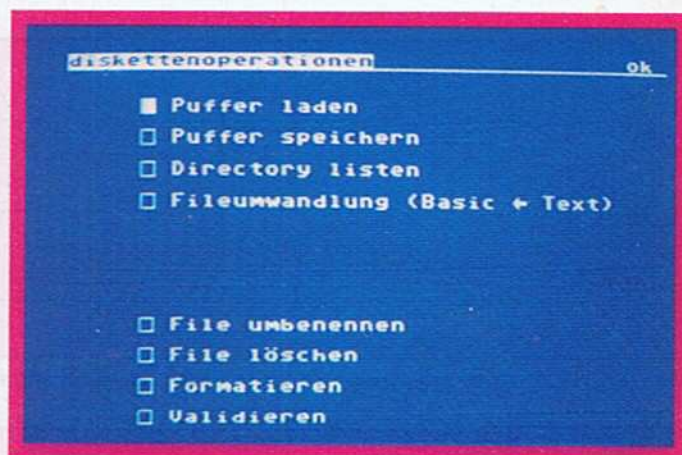 diskettenoperationen
ok
Puffer laden
Puffer speichern
Directory listen
Fileumwandlung (Basic ← Text)
File umbenennen
File löschen
Formatieren
Validieren